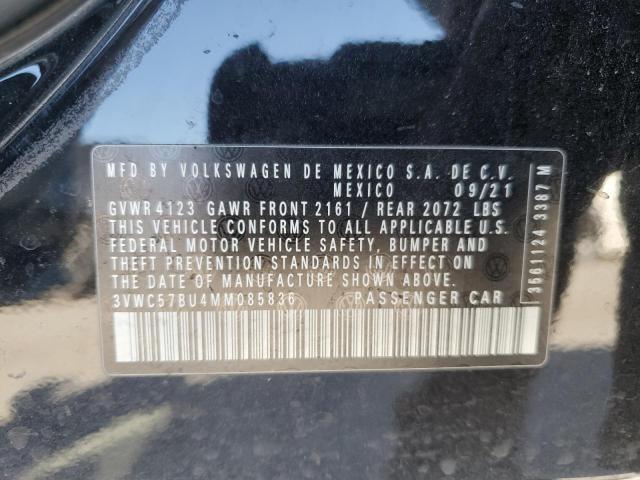 MFD BY VOLKSWAGEN DE MEXICO S.A. DE C.V.
MEXICO 09/21
GVWR 4123 GAWR FRONT 2161 / REAR 2072 LBS
THIS VEHICLE CONFORMS TO ALL APPLICABLE U.S.
FEDERAL MOTOR VEHICLE SAFETY, BUMPER AND
THEFT PREVENTION STANDARDS IN EFFECT ON THE
DATE OF MANUFACTURE SHOWN ABOVE.
3VWC57BU4MM085836 PASSENGER CAR
3561124 3387 M